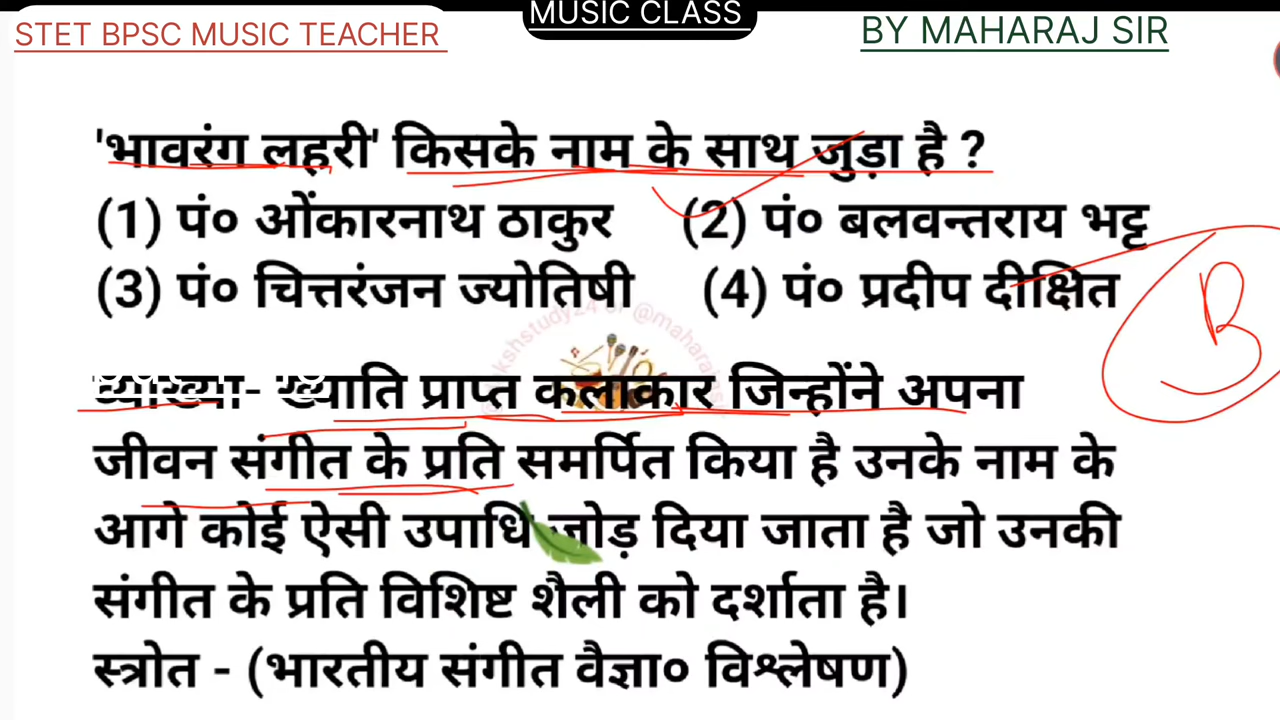 MUSIC CLASS
STET BPSC MUSIC TEACHER
BY MAHARAJ SIR
'भावरंग लहरी' किसके नाम के साथ जुड़ा है ?
(1) पं० ओंकारनाथ ठाकुर (2) पं० बलवन्तराय भट्ट
(3) पं० चित्तरंजन ज्योतिषी (4) पं० प्रदीप दीक्षित
B
व्याख्या- ख्याति प्राप्त कलाकार जिन्होंने अपना
जीवन संगीत के प्रति समर्पित किया है उनके नाम के
आगे कोई ऐसी उपाधि जोड़ दिया जाता है जो उनकी
संगीत के प्रति विशिष्ट शैली को दर्शाता है।
स्त्रोत - (भारतीय संगीत वैज्ञा० विश्लेषण)